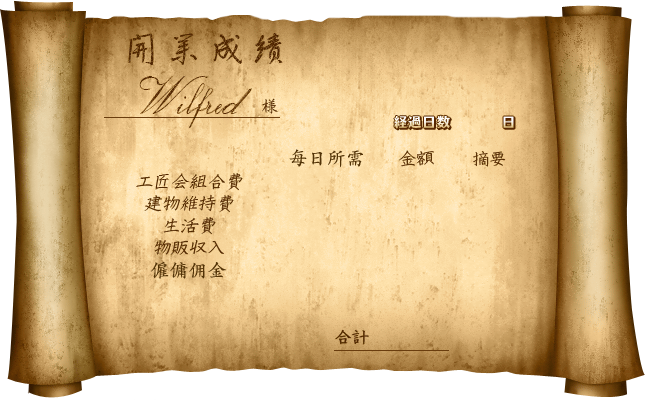 開業成績
Wilfred 様
経過日数 日
毎日所需 金額 摘要
工匠会組合費
建物維持費
生活費
物販収入
僱傭佣金
合計